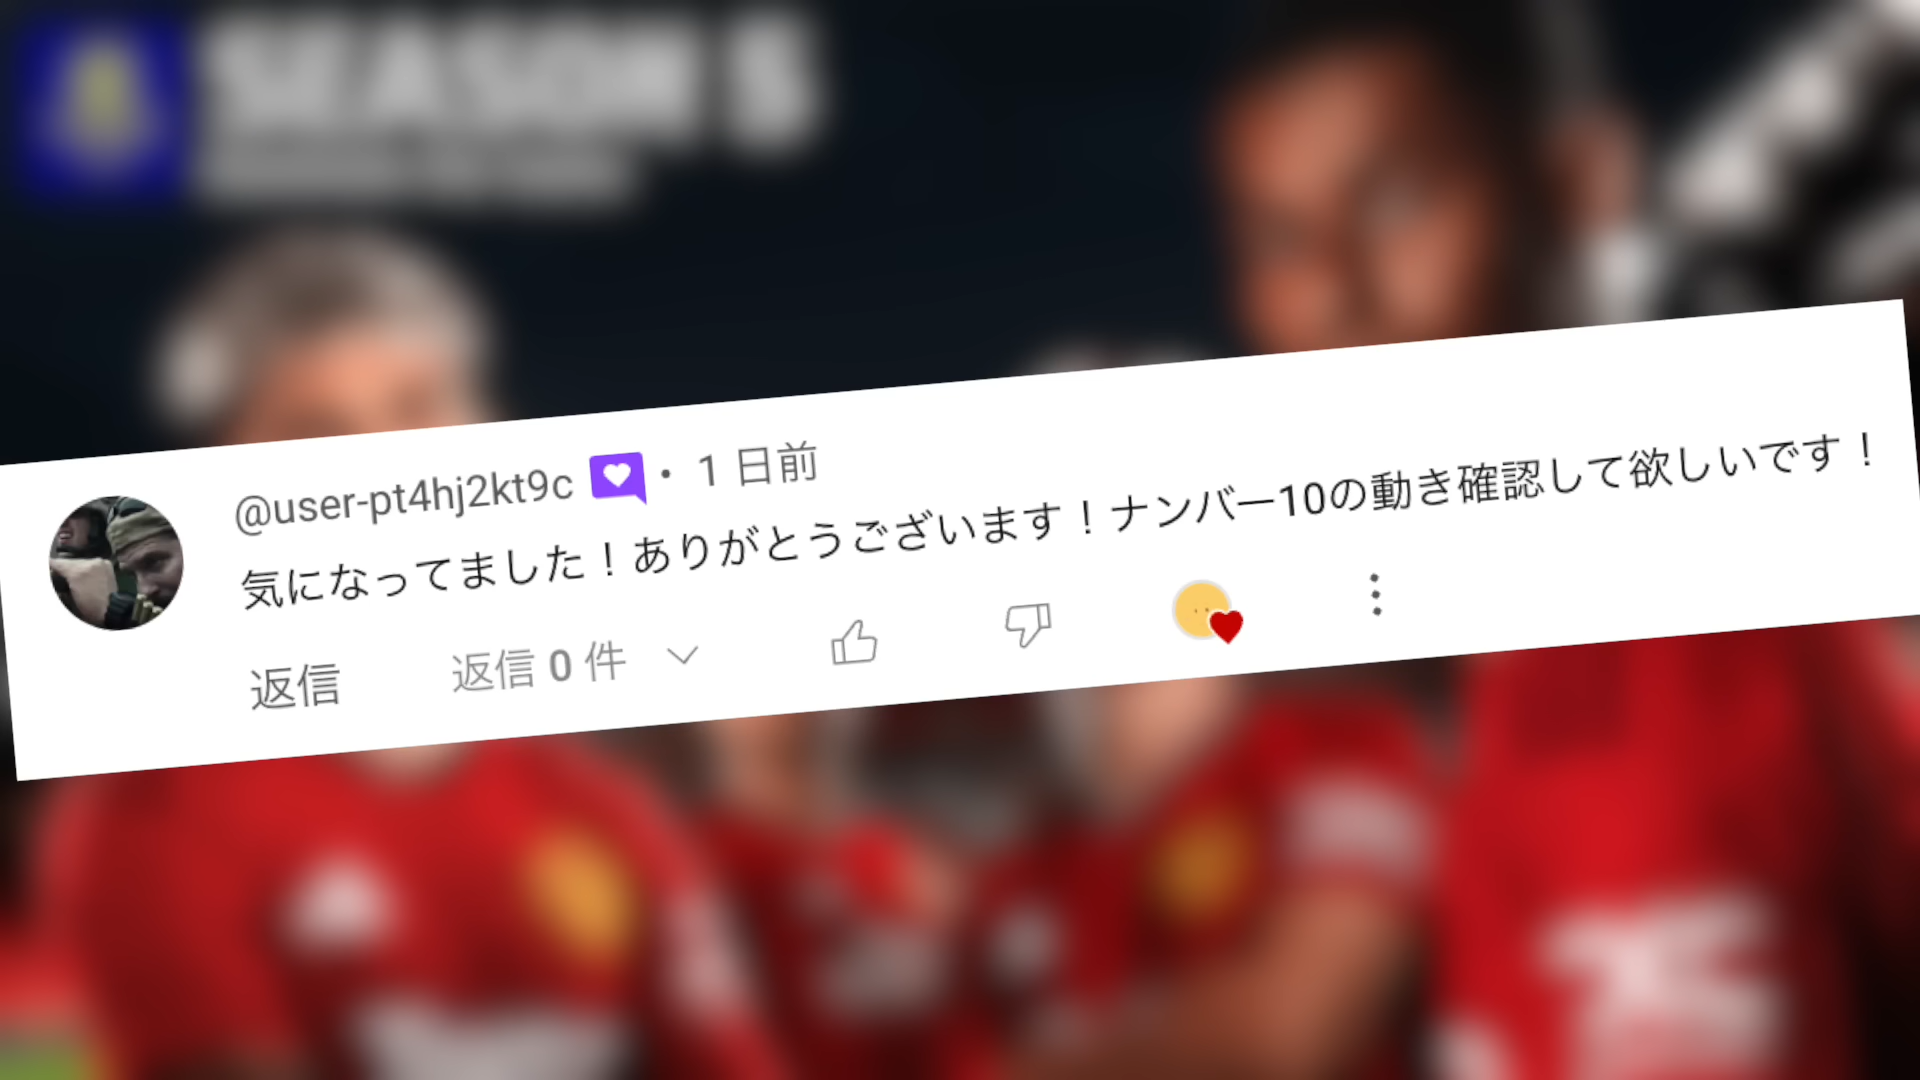 SEASON 5
@user-pt4hj2kt9c • 1 日前
気になってました！ありがとうございます！ナンバー10の動き確認して欲しいです！
返信 返信 0 件